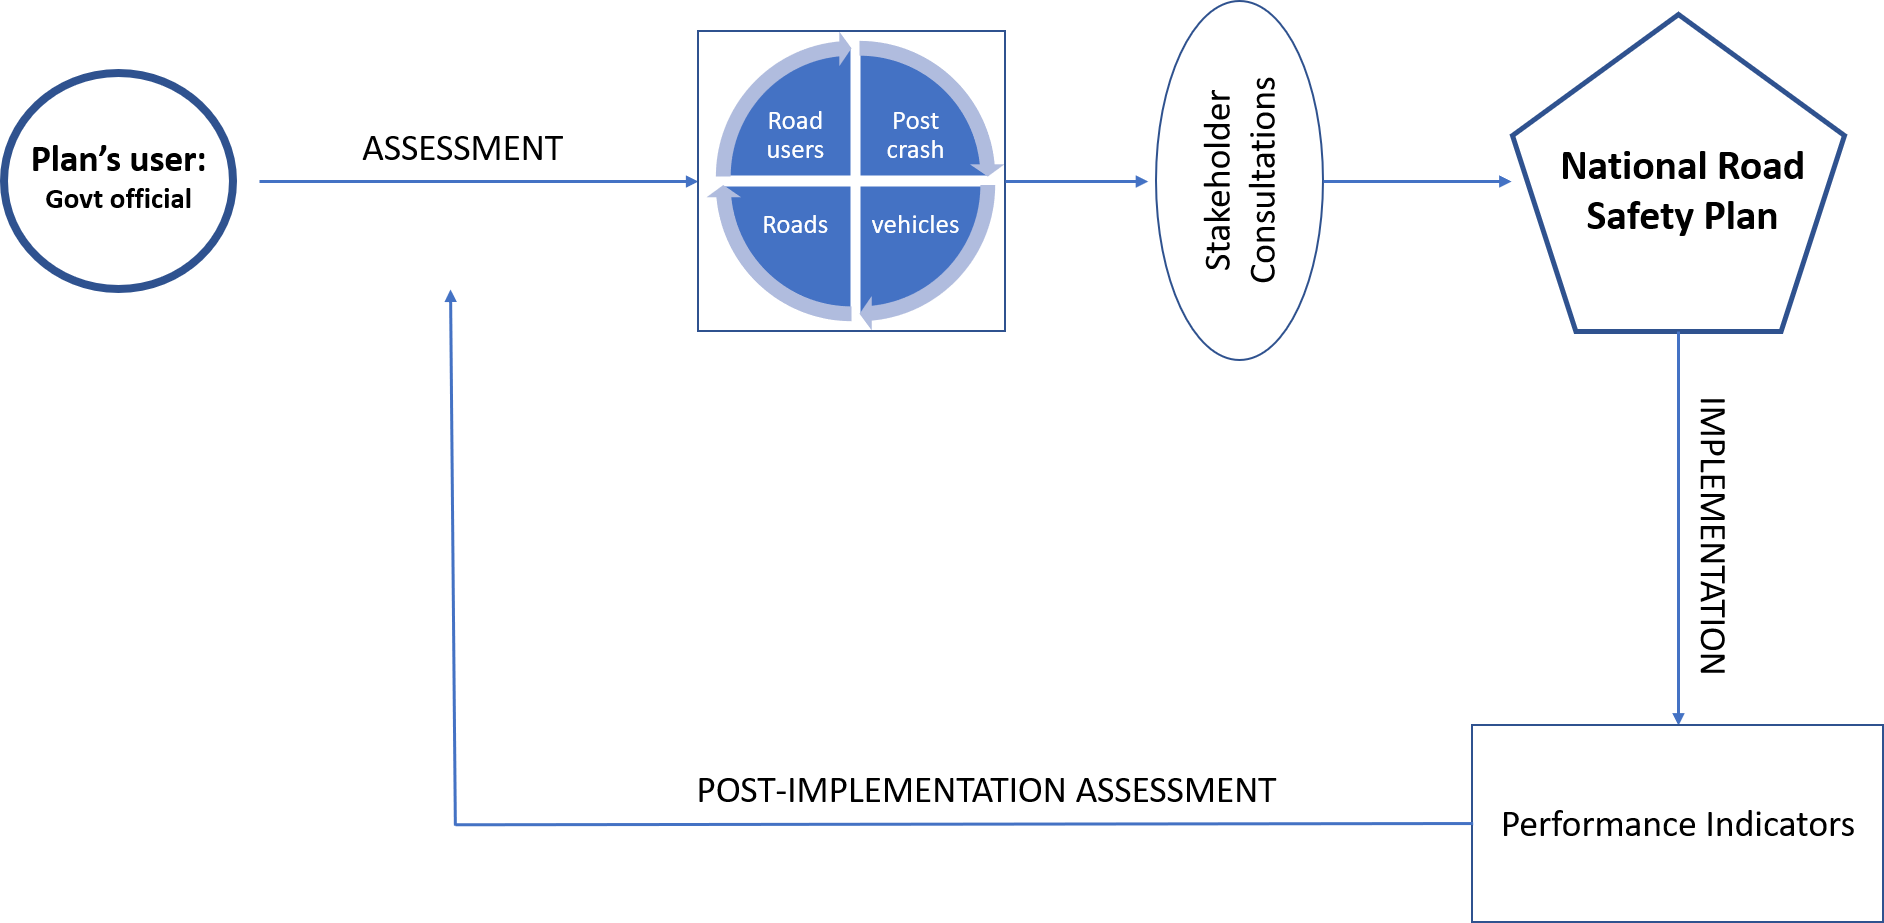 Plan’s user:
Govt official
ASSESSMENT
Road
users
Post
crash
Roads
vehicles
Stakeholder
Consultations
National Road
Safety Plan
IMPLEMENTATION
POST-IMPLEMENTATION ASSESSMENT
Performance Indicators